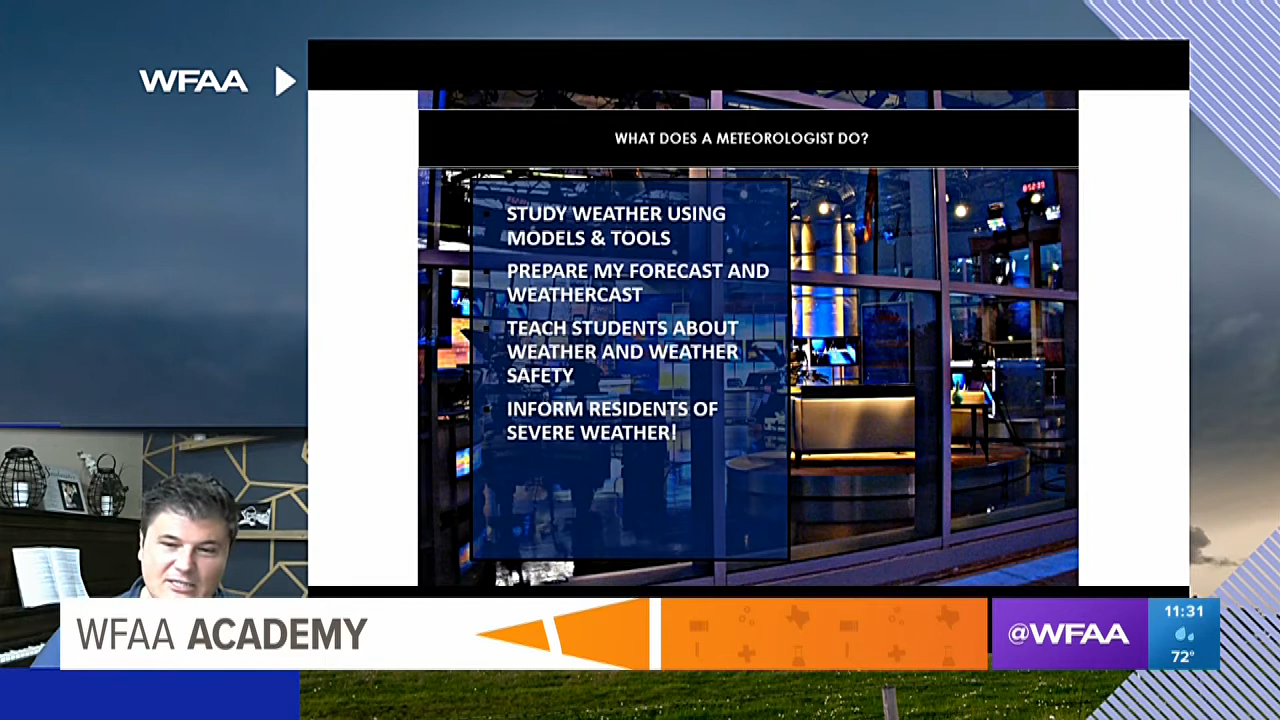 WFAA
WHAT DOES A METEOROLOGIST DO?
STUDY WEATHER USING
MODELS & TOOLS
PREPARE MY FORECAST AND
WEATHERCAST
TEACH STUDENTS ABOUT
WEATHER AND WEATHER
SAFETY
INFORM RESIDENTS OF
SEVERE WEATHER!
WFAA ACADEMY
@WFAA
11:31
72°